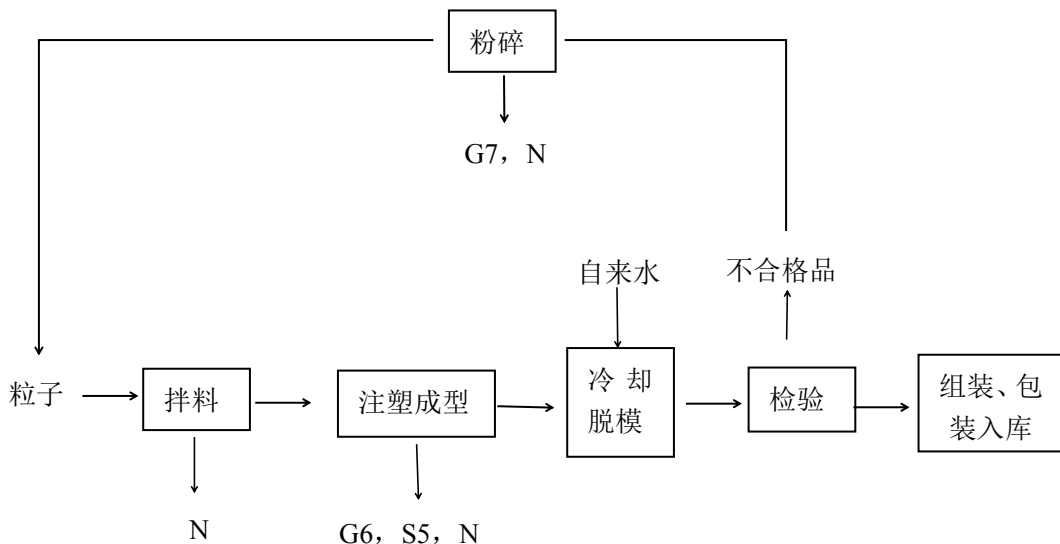 粉碎
G7，N
自来水
不合格品
粒子
拌料
注塑成型
冷 却
脱模
检验
组装、包
装入库
N
G6，S5，N